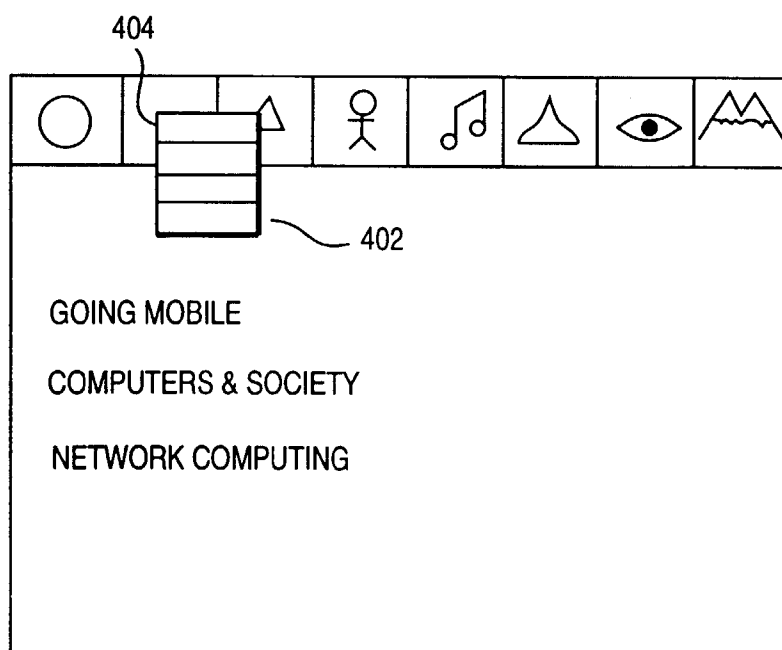 404
402
GOING MOBILE
COMPUTERS & SOCIETY
NETWORK COMPUTING